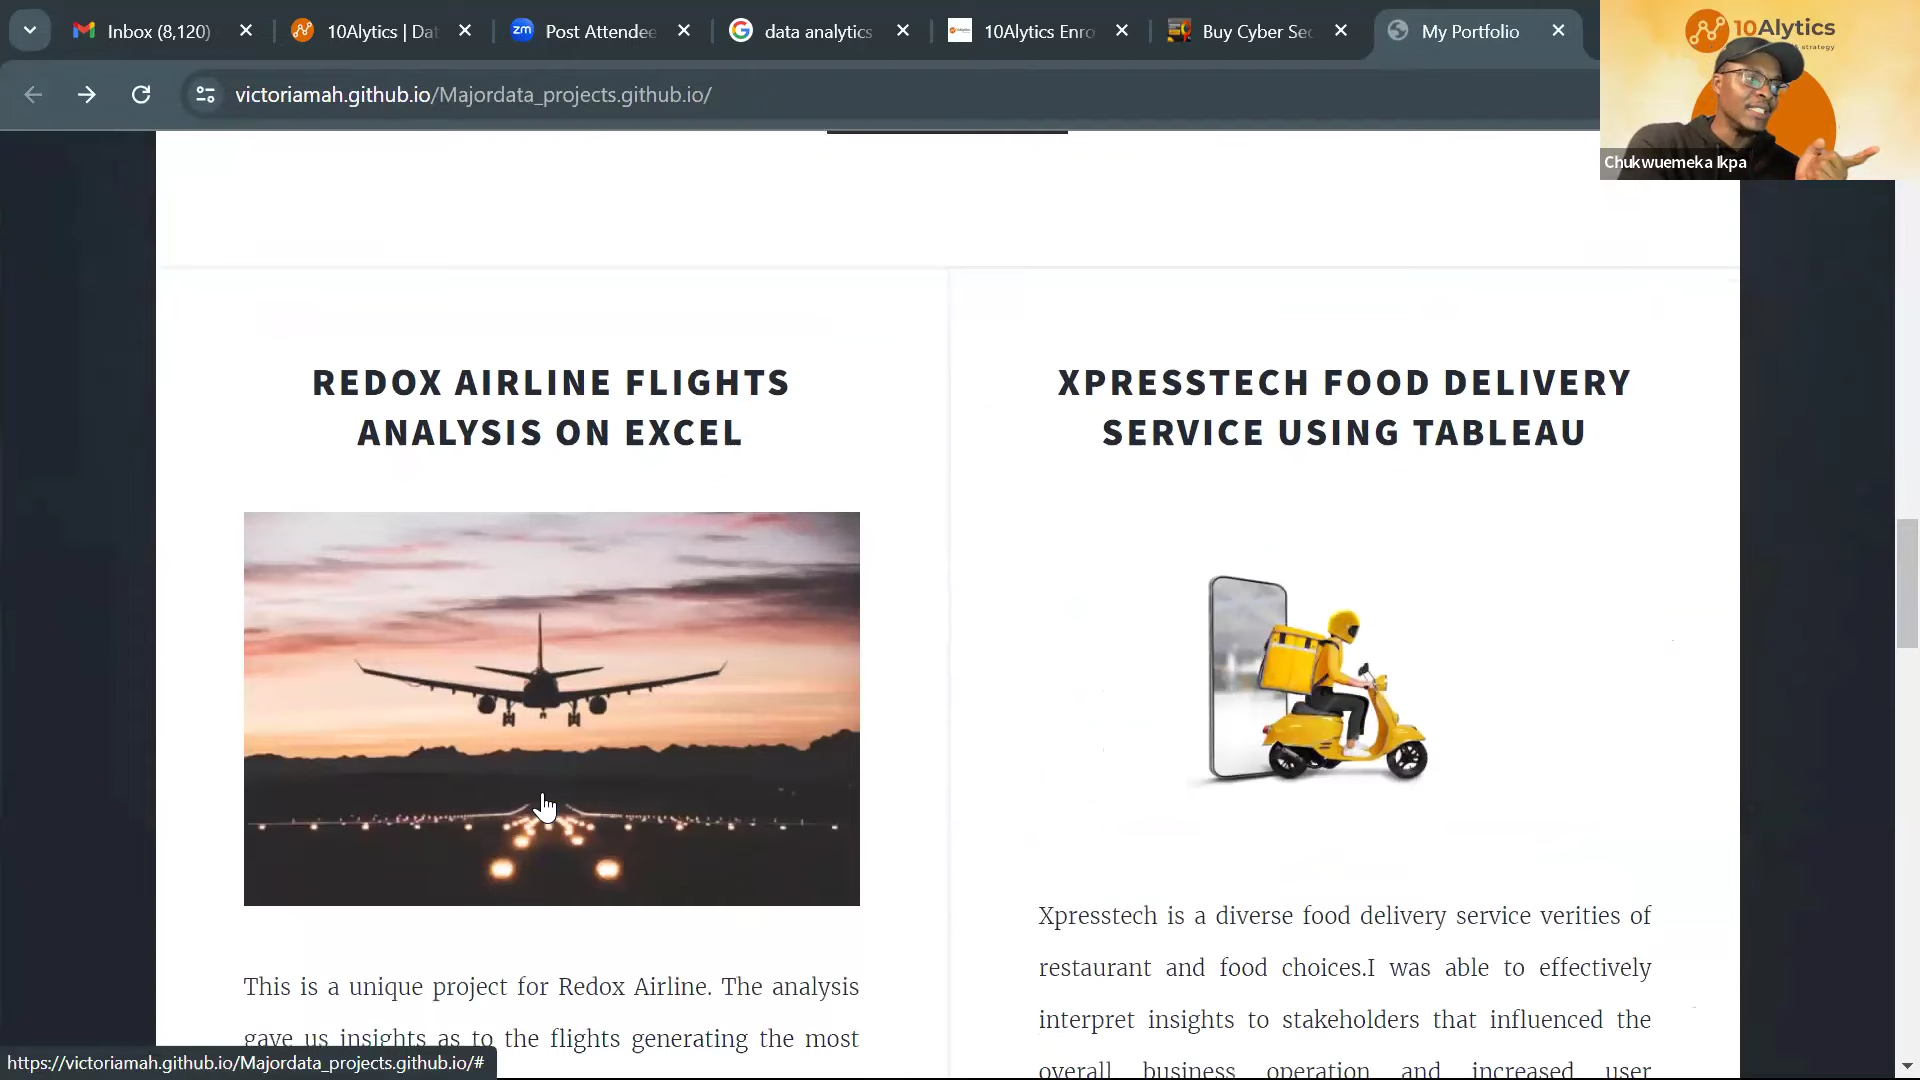 Inbox (8,120)
10Alytics | Dat
zm
Post Attendee
data analytics
10Alytics Enro
Buy Cyber Sec
My Portfolio
10Alytics
& strategy
victoriamah.github.io/Majordata_projects.github.io/
Chukwuemeka Ikpa
REDOX AIRLINE FLIGHTS
ANALYSIS ON EXCEL
This is a unique project for Redox Airline. The analysis
gave us insights as to the flights generating the most
XPRESSTECH FOOD DELIVERY
SERVICE USING TABLEAU
Xpresstech is a diverse food delivery service verities of
restaurant and food choices.I was able to effectively
interpret insights to stakeholders that influenced the
overall business operation and increased user
https://victoriamah.github.io/Majordata_projects.github.io/#